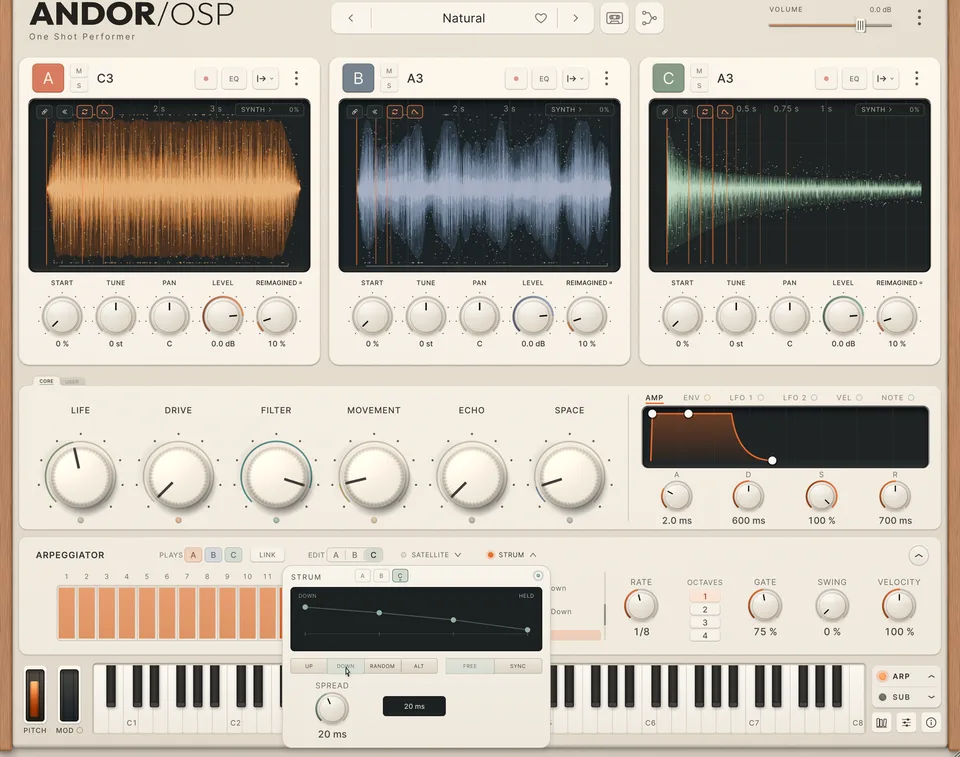 ANDOR/OSP
One Shot Performer
Natural
VOLUME 0.0 dB
A M S C3 EQ
B M S A3 EQ
C M S A3 EQ
2 s 3 s SYNTH 0%
2 s 3 s SYNTH 0%
0.5 s 0.75 s 1 s SYNTH 0%
START TUNE PAN LEVEL REIMAGINED
0 % 0 st C 0.0 dB 10 %
START TUNE PAN LEVEL REIMAGINED
0 % 0 st C 0.0 dB 10 %
START TUNE PAN LEVEL REIMAGINED
0 % 0 st C 0.0 dB 10 %
CORE USER
LIFE DRIVE FILTER MOVEMENT ECHO SPACE
AMP ENV LFO 1 LFO 2 VEL NOTE
A D S R
2.0 ms 600 ms 100 % 700 ms
ARPEGGIATOR PLAYS A B C LINK EDIT A B C SATELLITE STRUM
1 2 3 4 5 6 7 8 9 10 11
STRUM A B C
DOWN HELD
UP DOWN RANDOM ALT FREE SYNC
SPREAD
20 ms
20 ms
own
Down
RATE OCTAVES GATE SWING VELOCITY
1
2
3
4
1/8 75 % 0 % 100 %
PITCH MOD
C1 C2 C6 C7 C8
ARP
SUB